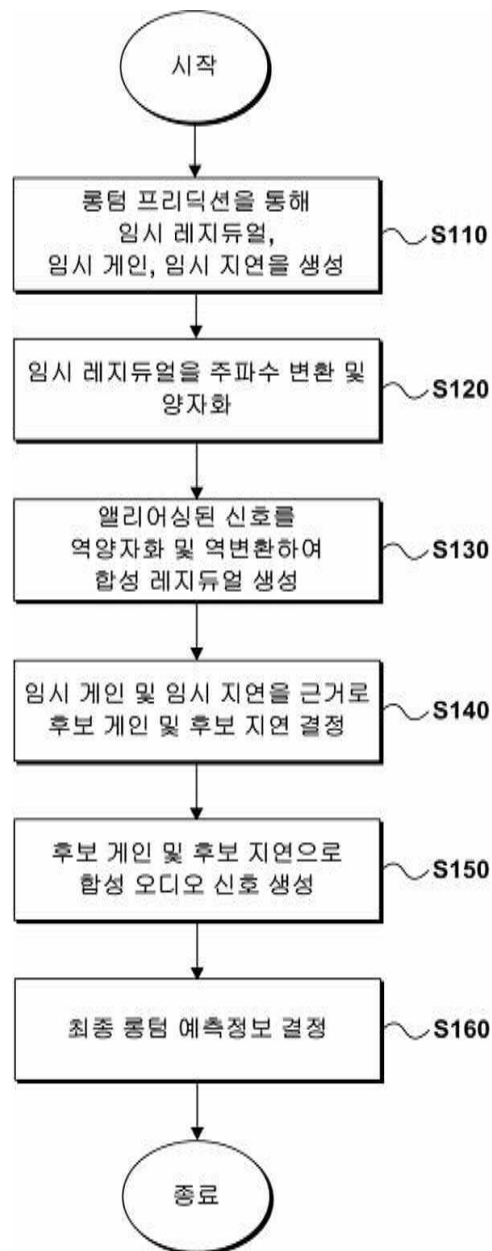 시작
롱텀 프리딕션을 통해
임시 레지듀얼,
임시 게인, 임시 지연을 생성
S110
임시 레지듀얼을 주파수 변환 및
양자화
S120
앨리어싱된 신호를
역양자화 및 역변환하여
합성 레지듀얼 생성
S130
임시 게인 및 임시 지연을 근거로
후보 게인 및 후보 지연 결정
S140
후보 게인 및 후보 지연으로
합성 오디오 신호 생성
S150
최종 롱텀 예측정보 결정
S160
종료